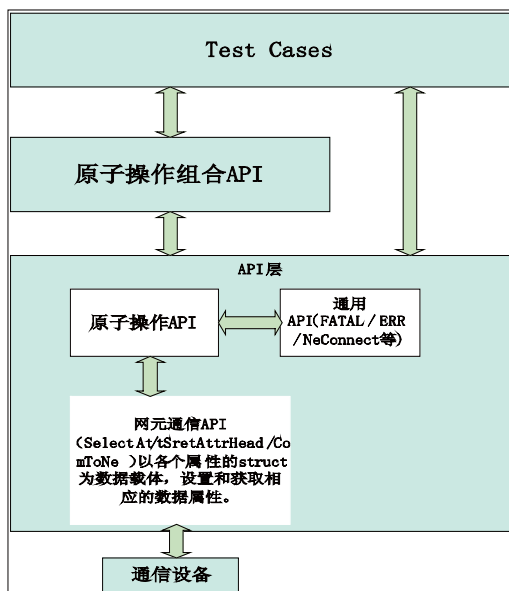 Test Cases
原子操作组合API
API层
原子操作API
通用
API(FATAL/ERR
/NeConnect等)
网元通信API
(SelectAt/tSretAttrHead/Co
mToNe )以各个属性的struct
为数据载体，设置和获取相
应的数据属性。
通信设备